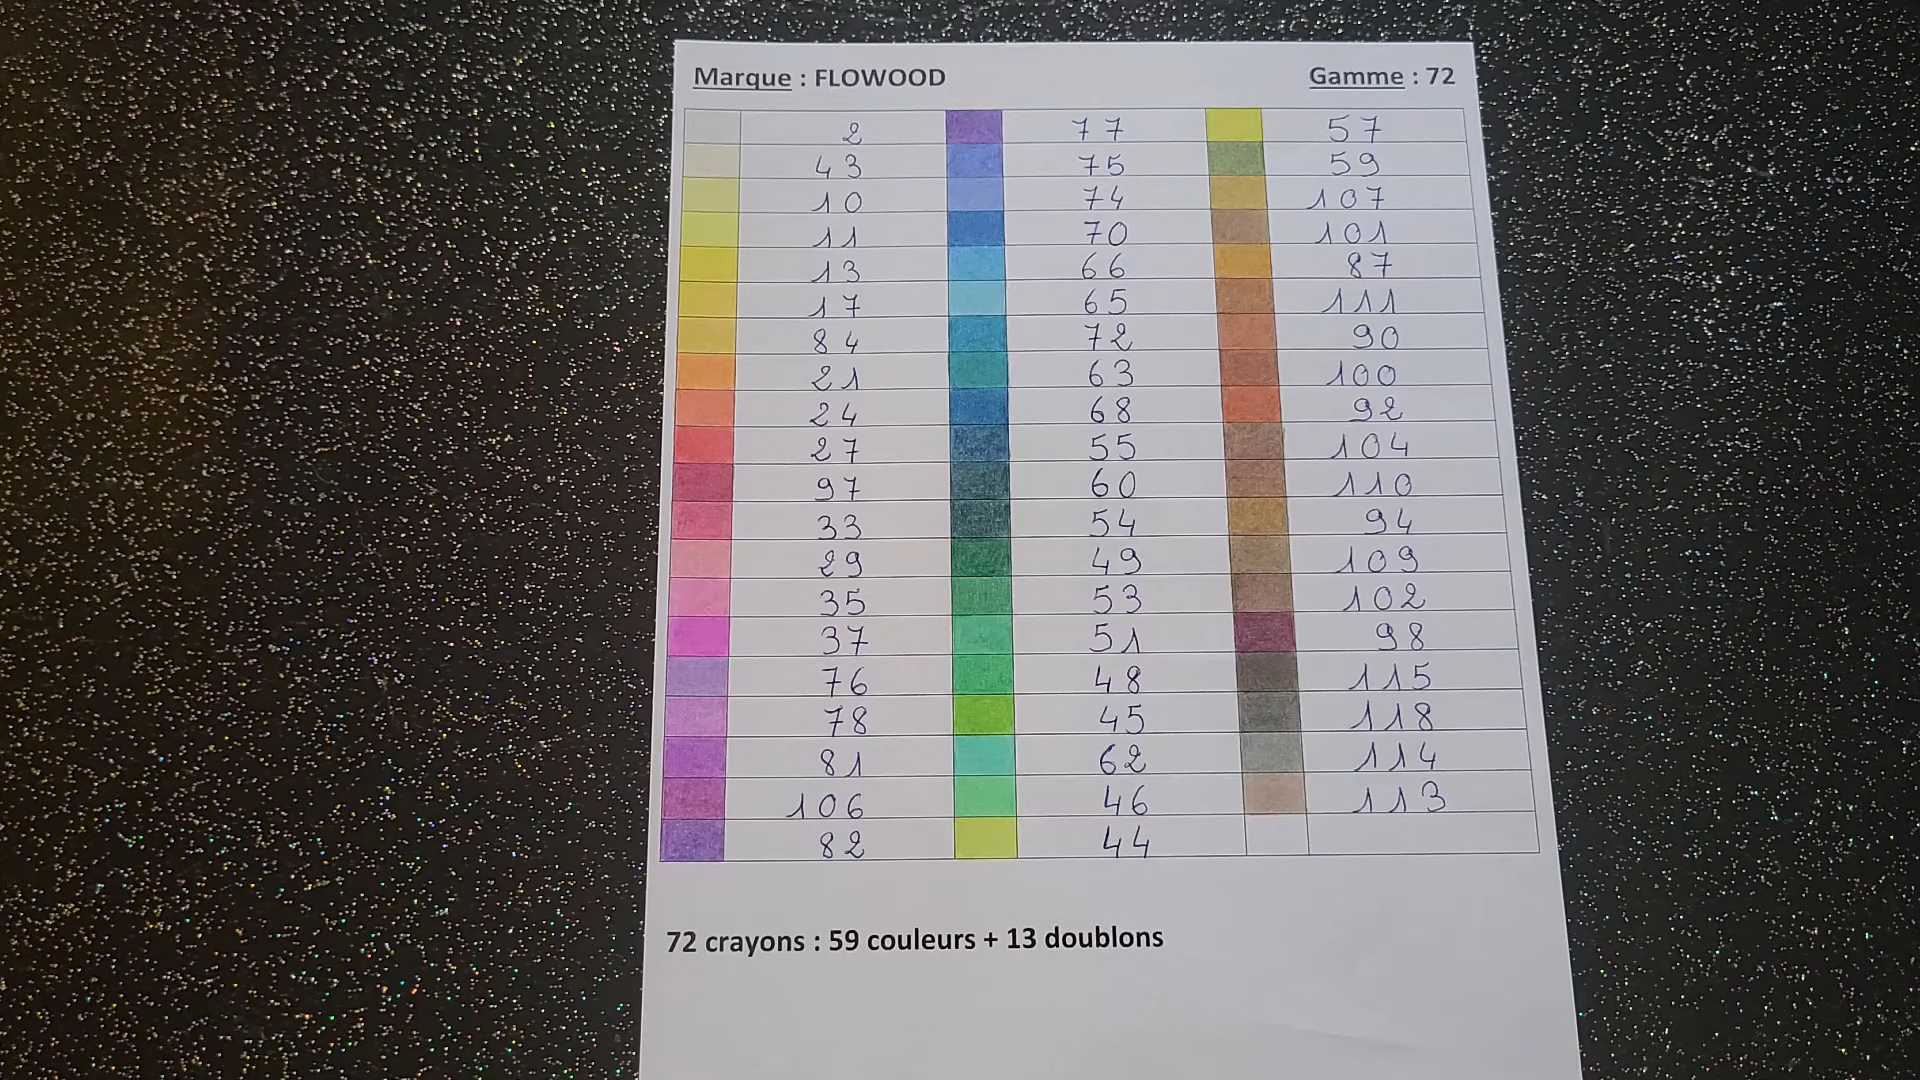 Marque : FLOWOOD Gamme : 72
2 77 57
43 75 59
10 74 107
11 70 101
13 66 87
17 65 111
84 72 90
21 63 100
24 68 92
27 55 104
97 60 110
33 54 94
29 49 109
35 53 102
37 51 98
76 48 115
78 45 118
81 62 114
106 46 113
82 44
72 crayons : 59 couleurs + 13 doublons